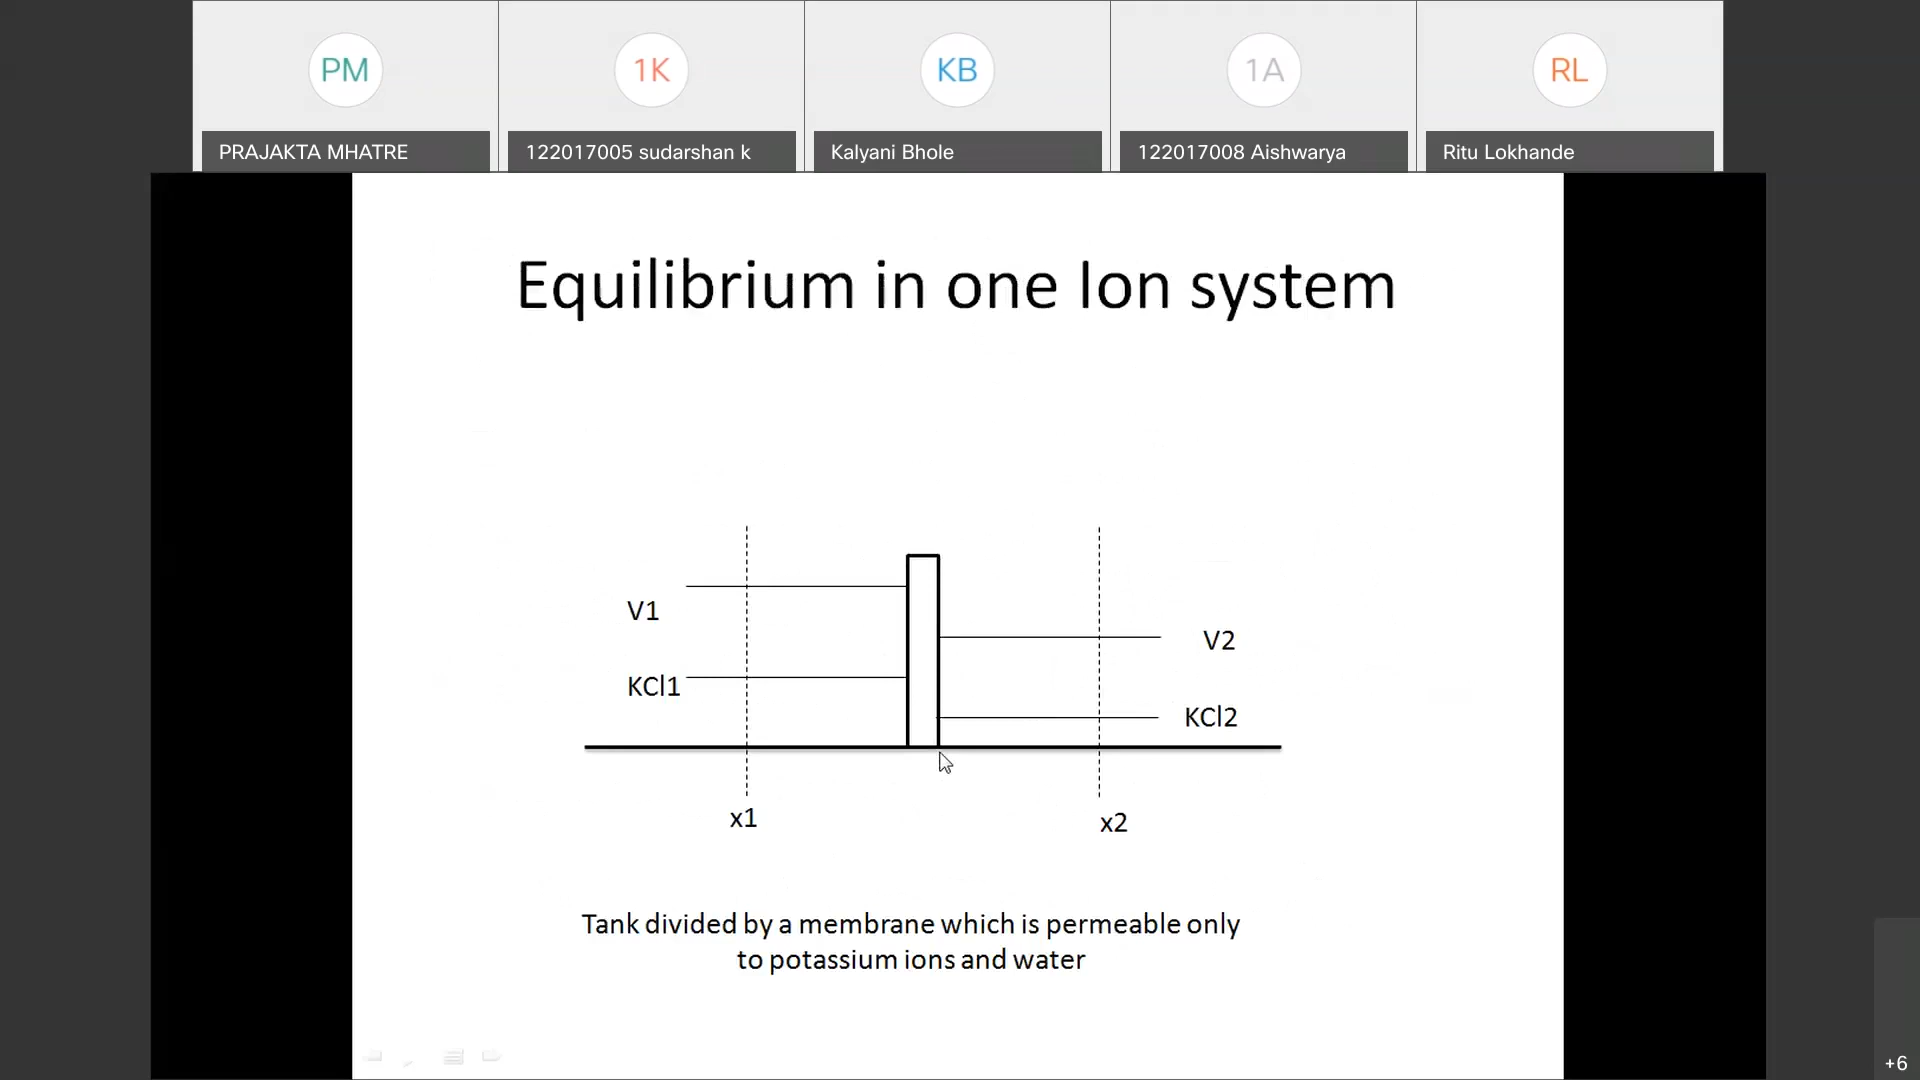 PM
1K
KB
1A
RL
PRAJAKTA MHATRE
122017005 sudarshan k
Kalyani Bhole
122017008 Aishwarya
Ritu Lokhande
Equilibrium in one Ion system
V1
V2
KCl1
KCl2
x1
x2
Tank divided by a membrane which is permeable only
to potassium ions and water
+6